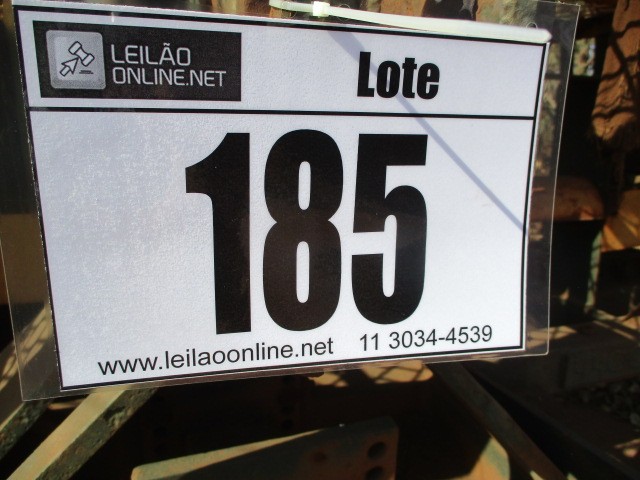 LEILÃO
ONLINE.NET
Lote
185
www.leilaoonline.net 11 3034-4539